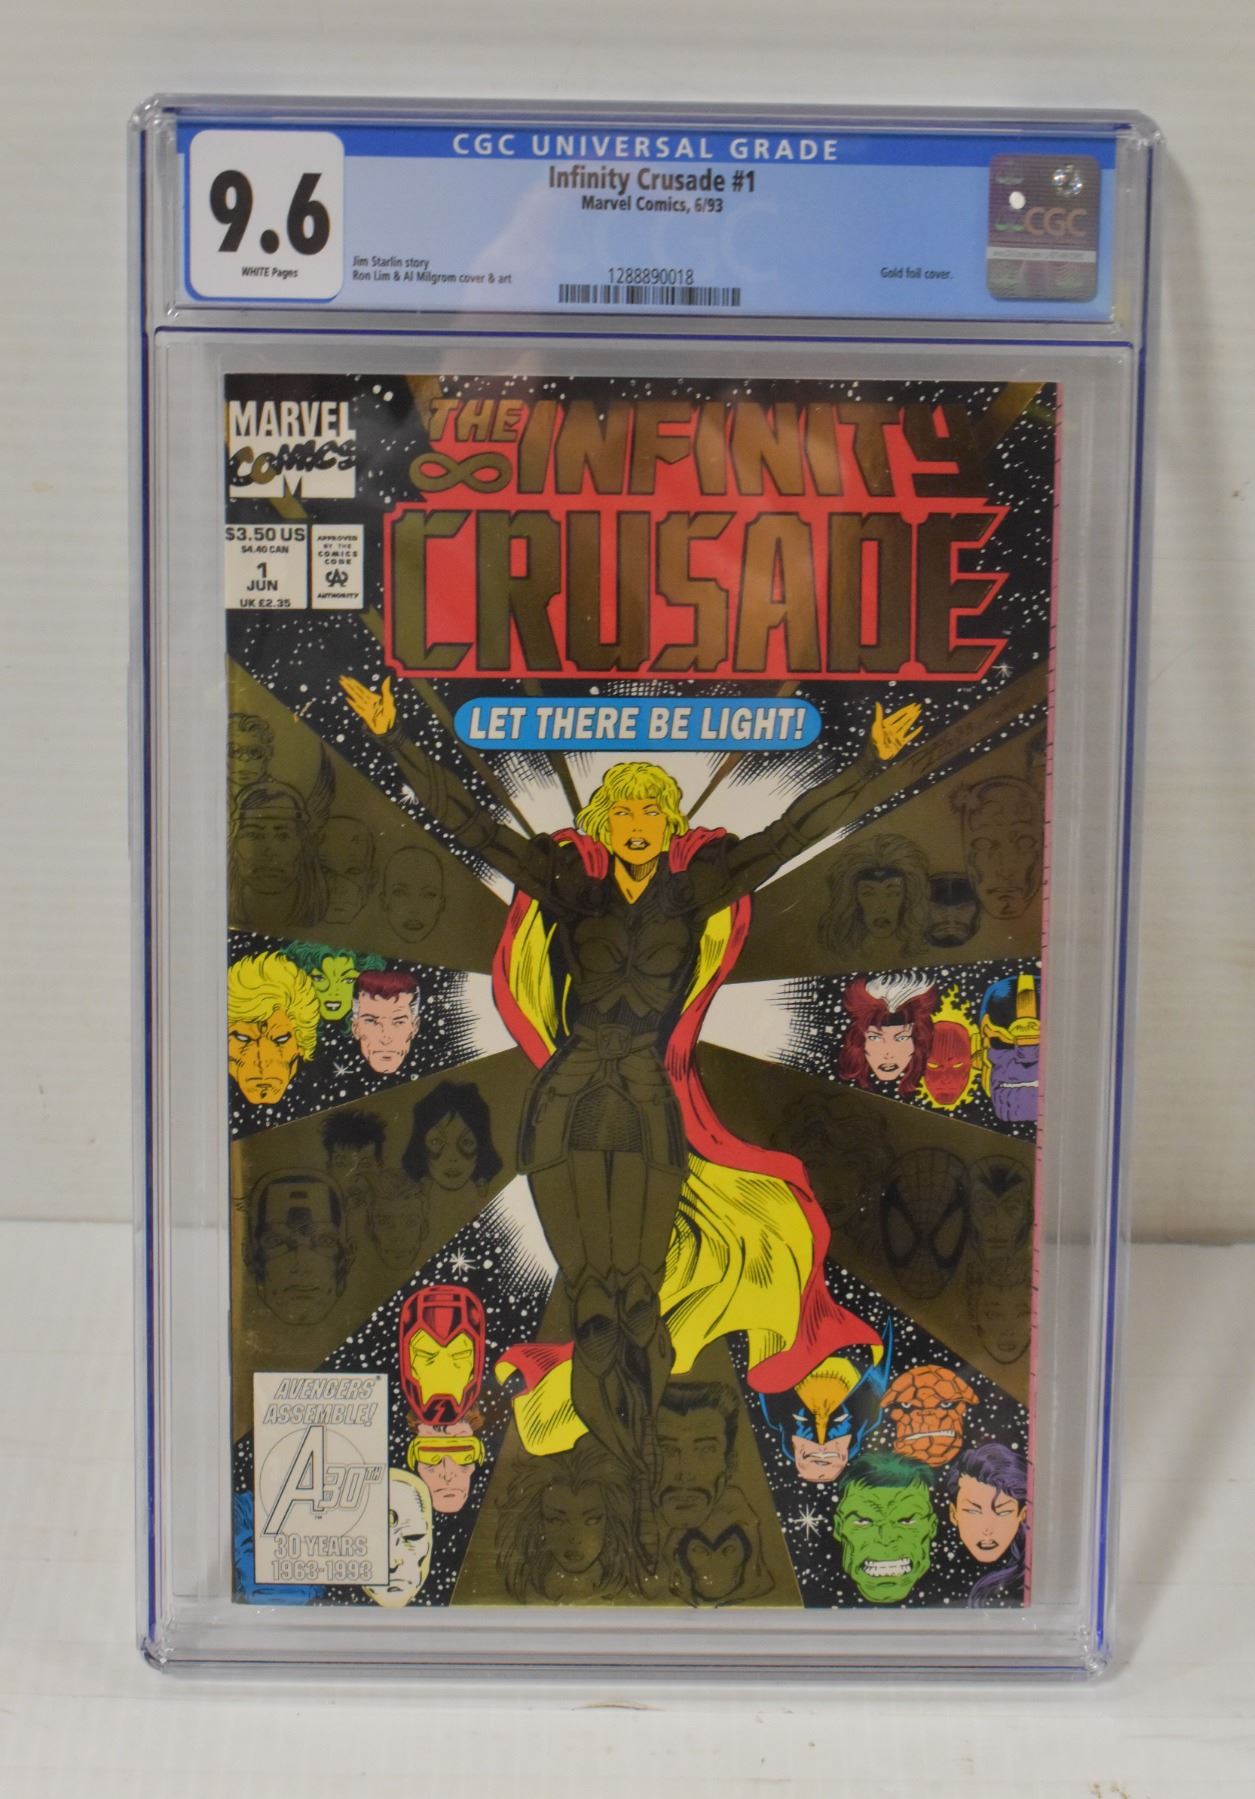 CGC UNIVERSAL GRADE
9.6
WHITE Pages
Infinity Crusade #1
Marvel Comics, 6/93
Jim Starlin story
Ron Lim & Al Milgrom cover & art
1288890018
Gold foil cover.
CGC
MARVEL
COMICS
M
$3.50 US
$4.40 CAN
1
JUN
UK £2.35
APPROVED
BY THE
COMICS
CODE
CA
AUTHORITY
THE INFINITY
CRUSADE
™
LET THERE BE LIGHT!
AVENGERS
ASSEMBLE!
A30TH
30 YEARS
1963-1993